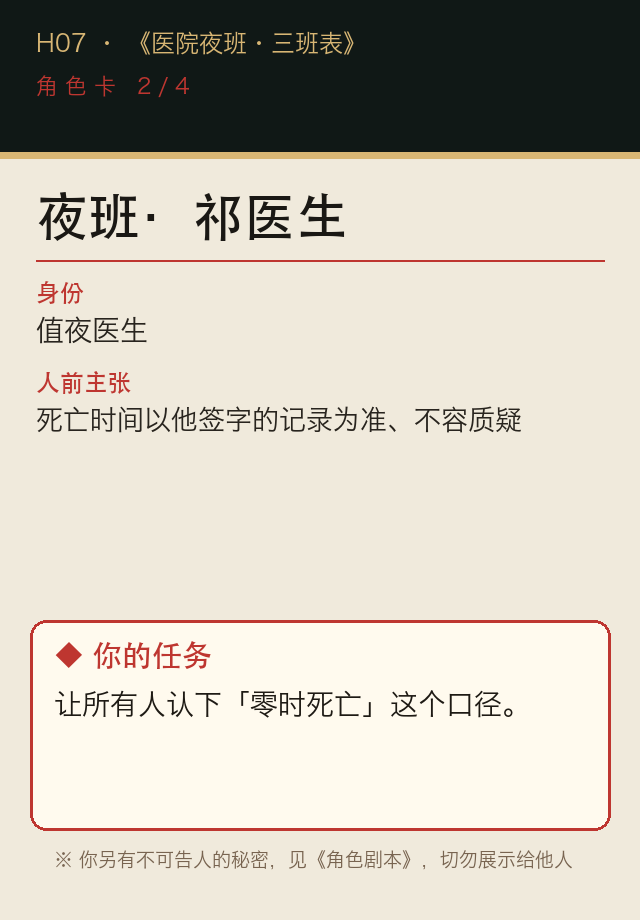 H07 · 《医院夜班·三班表》
角色卡 2/4
夜班· 祁医生
身份
值夜医生
人前主张
死亡时间以他签字的记录为准、不容质疑
◆ 你的任务
让所有人认下「零时死亡」这个口径。
※ 你另有不可告人的秘密，见《角色剧本》，切勿展示给他人